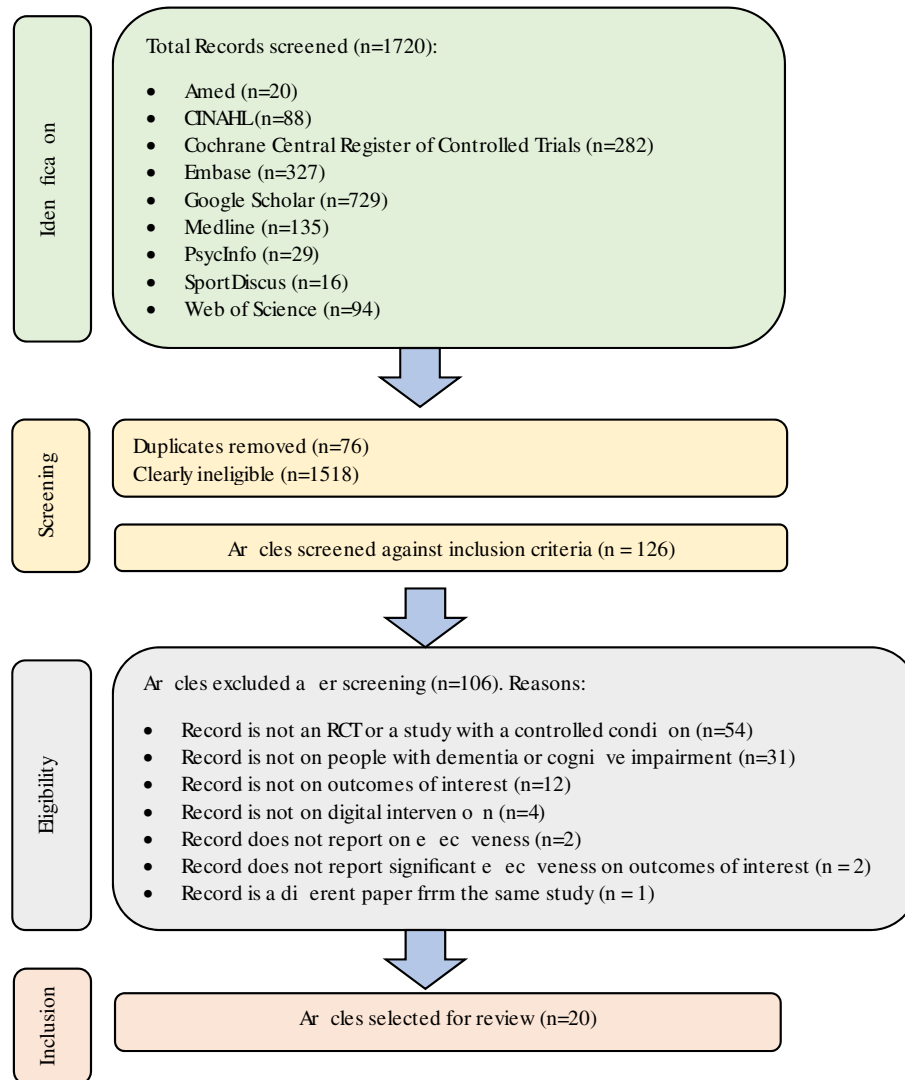 Iden fica on
Total Records screened (n=1720):
• Amed (n=20)
• CINAHL(n=88)
• Cochrane Central Register of Controlled Trials (n=282)
• Embase (n=327)
• Google Scholar (n=729)
• Medline (n=135)
• PsycInfo (n=29)
• SportDiscus (n=16)
• Web of Science (n=94)
Screening
Duplicates removed (n=76)
Clearly ineligible (n=1518)
Ar cles screened against inclusion criteria (n = 126)
Eligibility
Ar cles excluded a er screening (n=106). Reasons:
• Record is not an RCT or a study with a controlled condi on (n=54)
• Record is not on people with dementia or cogni ve impairment (n=31)
• Record is not on outcomes of interest (n=12)
• Record is not on digital interven o n (n=4)
• Record does not report on e ec veness (n=2)
• Record does not report significant e ec veness on outcomes of interest (n = 2)
• Record is a di erent paper frrm the same study (n = 1)
Inclusion
Ar cles selected for review (n=20)